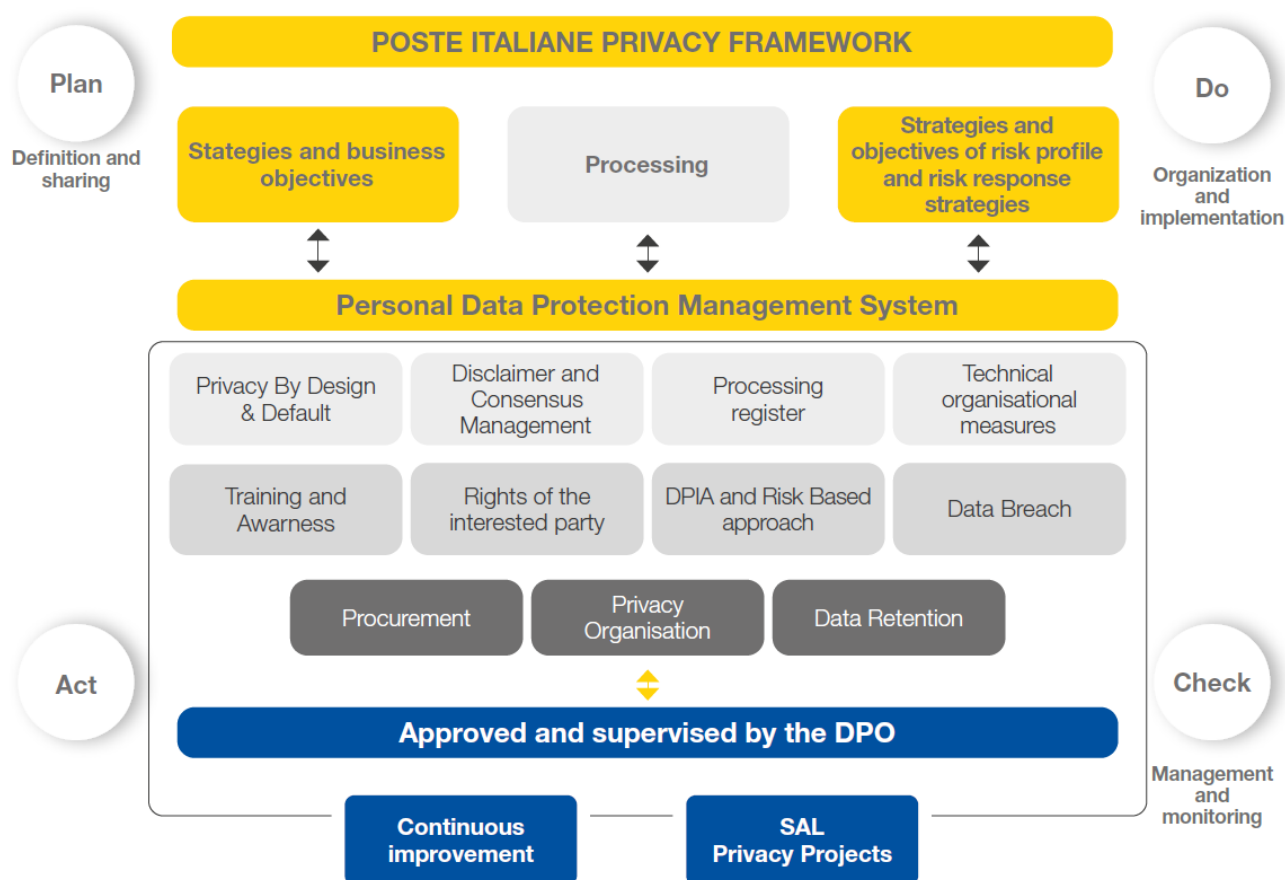 POSTE ITALIANE PRIVACY FRAMEWORK
Plan
Definition and
sharing
Do
Organization
and
implementation
Stategies and business
objectives
Processing
Strategies and
objectives of risk profile
and risk response
strategies
Personal Data Protection Management System
Privacy By Design
& Default
Disclaimer and
Consensus
Management
Processing
register
Technical
organisational
measures
Training and
Awarness
Rights of the
interested party
DPIA and Risk Based
approach
Data Breach
Procurement
Privacy
Organisation
Data Retention
Act
Check
Management
and
monitoring
Approved and supervised by the DPO
Continuous
improvement
SAL
Privacy Projects